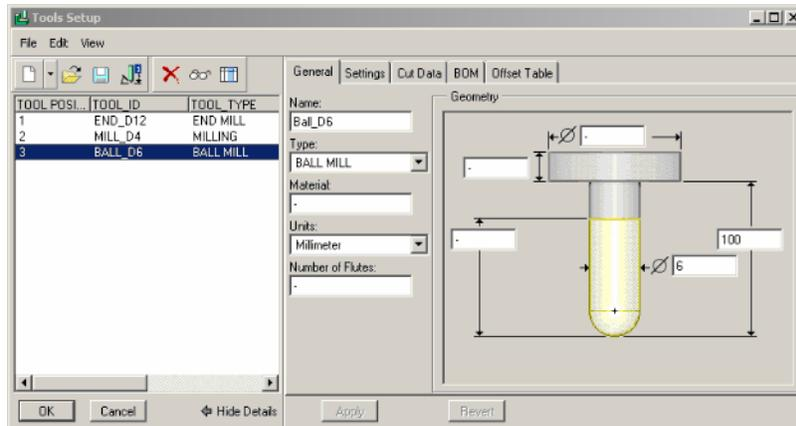 Tools Setup
File Edit View
TOOL POSI... TOOL_ID TOOL_TYPE
1 END_D12 END MILL
2 MILL_D4 MILLING
3 BALL_D6 BALL MILL
OK Cancel Hide Details
General Settings Cut Data BOM Offset Table
Name:
Ball_D6
Type:
BALL MILL
Material:
-
Units:
Millimeter
Number of Flutes:
-
Geometry
Ø -
-
-
100
Ø 6
Apply Revert